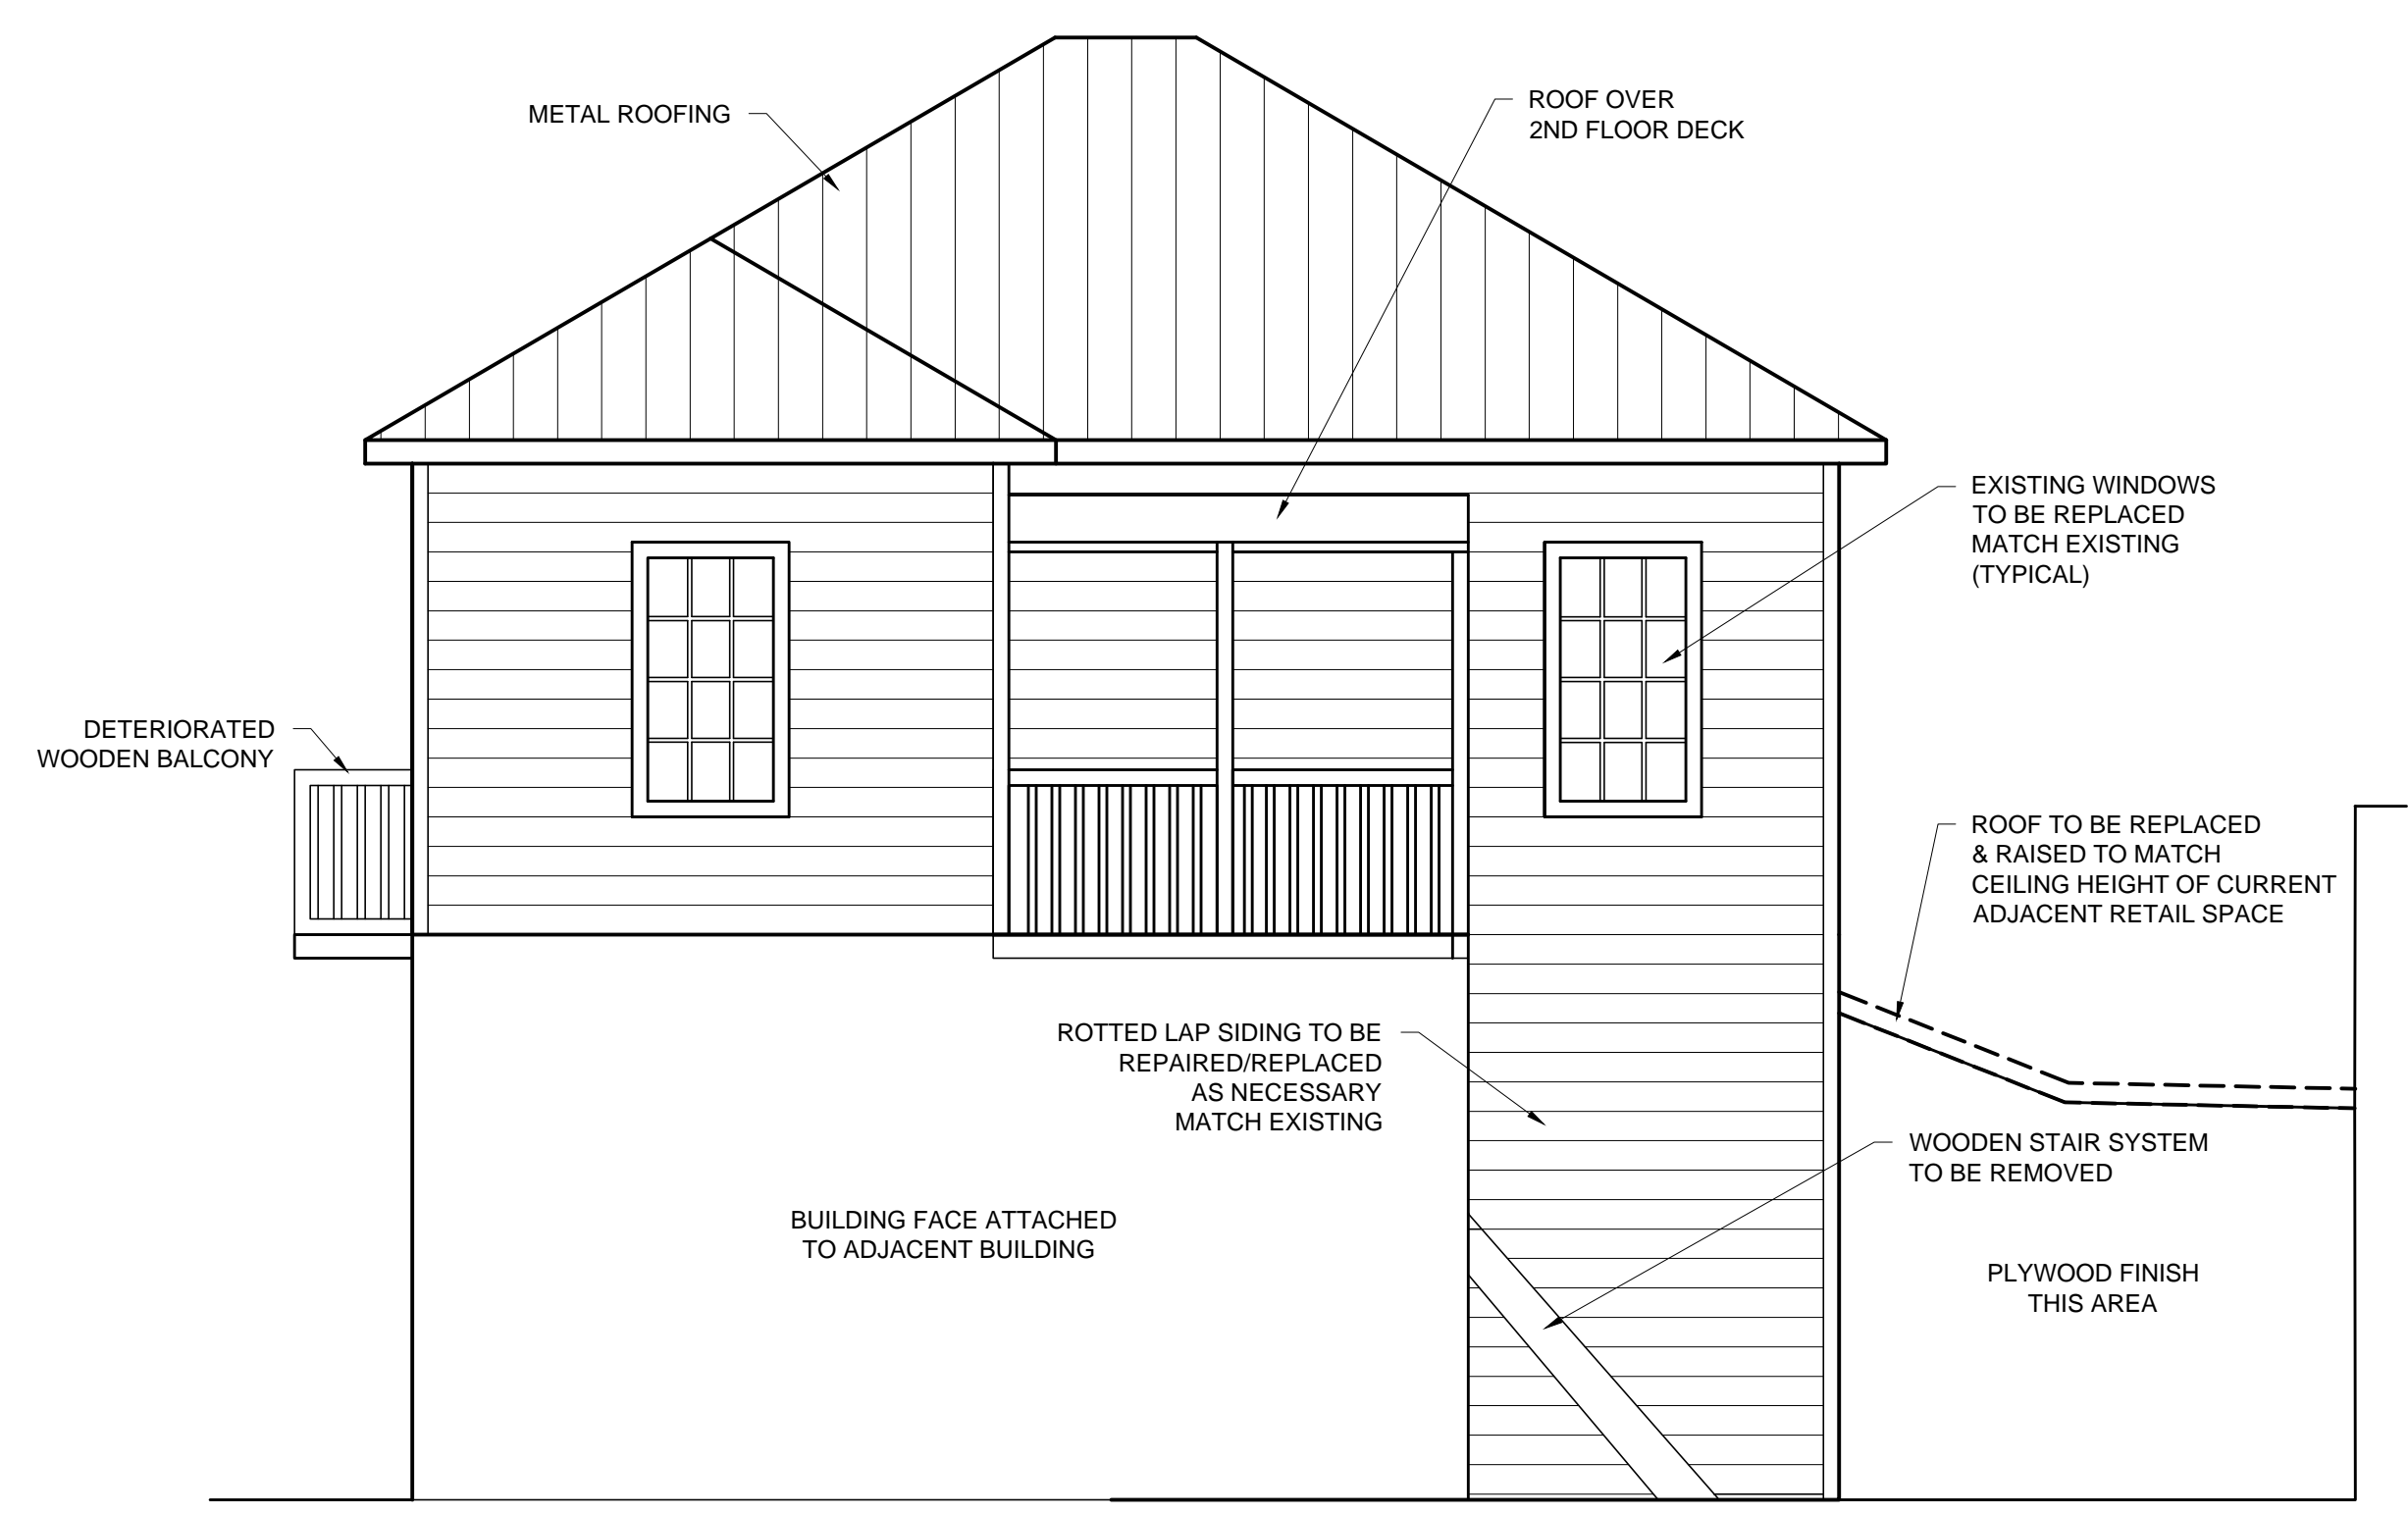 METAL ROOFING
ROOF OVER
2ND FLOOR DECK
EXISTING WINDOWS
TO BE REPLACED
MATCH EXISTING
(TYPICAL)
DETERIORATED
WOODEN BALCONY
ROOF TO BE REPLACED
& RAISED TO MATCH
CEILING HEIGHT OF CURRENT
ADJACENT RETAIL SPACE
ROTTED LAP SIDING TO BE
REPAIRED/REPLACED
AS NECESSARY
MATCH EXISTING
WOODEN STAIR SYSTEM
TO BE REMOVED
BUILDING FACE ATTACHED
TO ADJACENT BUILDING
PLYWOOD FINISH
THIS AREA